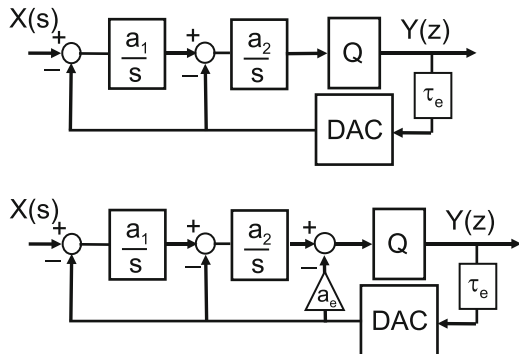 X(s)
Y(z)
+
−
a₁
s
+
−
a₂
s
Q
τₑ
DAC
X(s)
Y(z)
+
−
a₁
s
+
−
a₂
s
+
−
aₑ
Q
τₑ
DAC